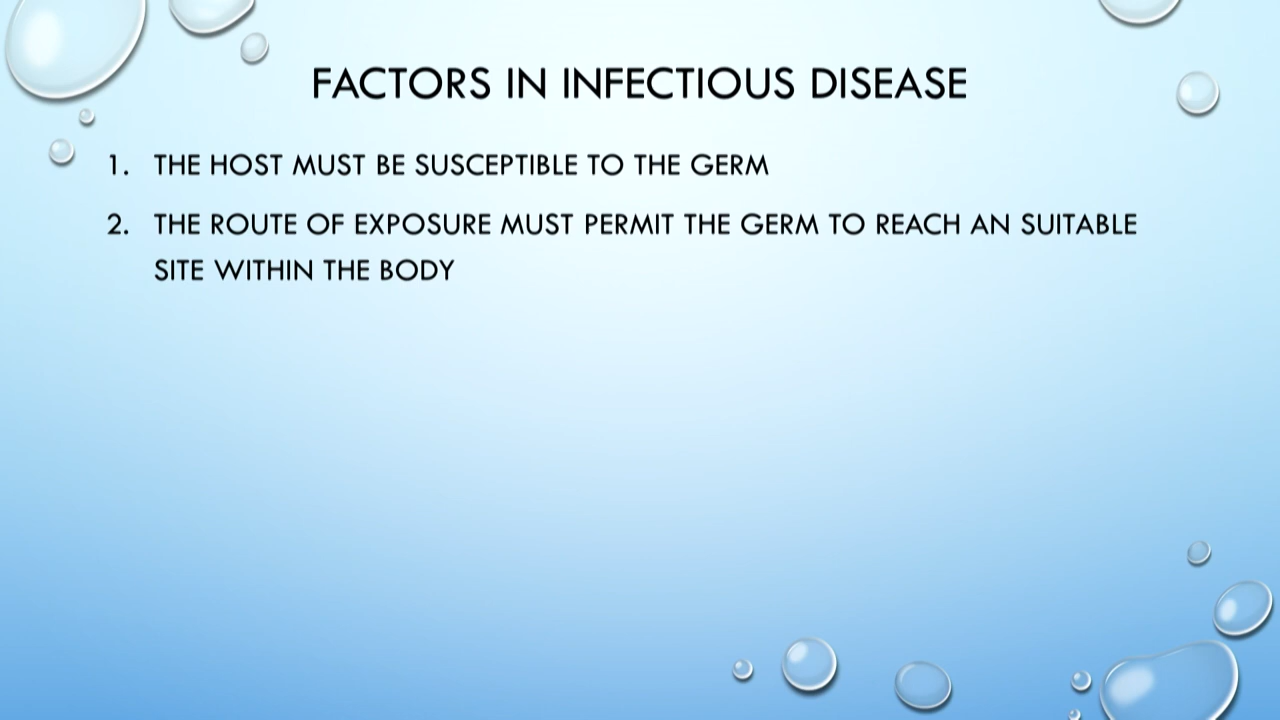 FACTORS IN INFECTIOUS DISEASE
1. THE HOST MUST BE SUSCEPTIBLE TO THE GERM
2. THE ROUTE OF EXPOSURE MUST PERMIT THE GERM TO REACH AN SUITABLE
SITE WITHIN THE BODY